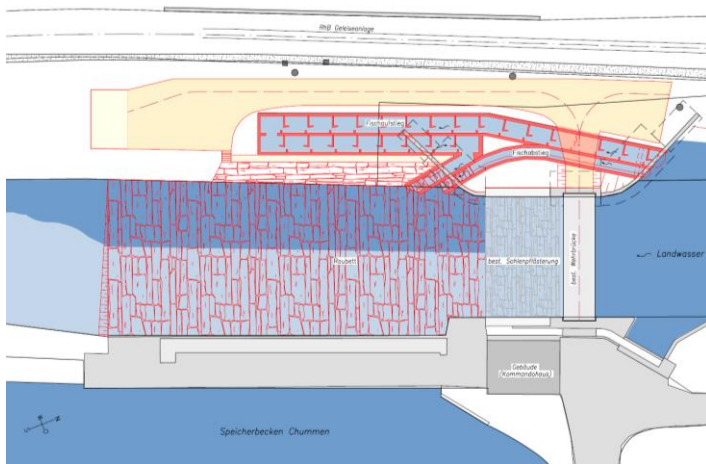 RhB Geleiseanlage
Fischaufstieg
Fischabstieg
Raubett
best. Sohlenpflästerung
best. Wehrbrücke
Landwasser
Gebäude
(Kommandohaus)
Speicherbecken Chummen